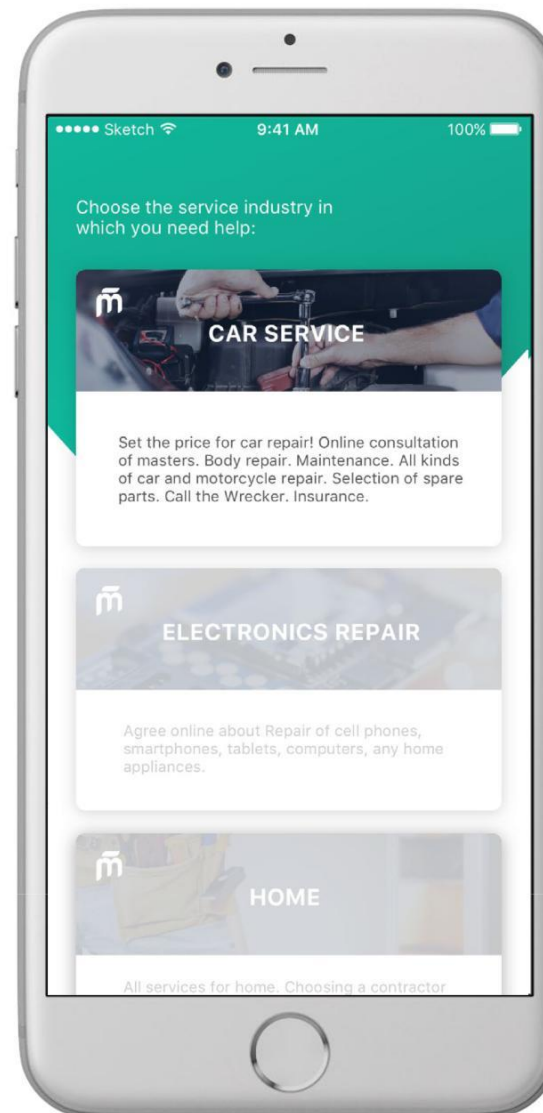 Sketch 9:41 AM 100%
Choose the service industry in
which you need help:
CAR SERVICE
Set the price for car repair! Online consultation
of masters. Body repair. Maintenance. All kinds
of car and motorcycle repair. Selection of spare
parts. Call the Wrecker. Insurance.
ELECTRONICS REPAIR
Agree online about Repair of cell phones,
smartphones, tablets, computers, any home
appliances.
HOME
All services for home. Choosing a contractor